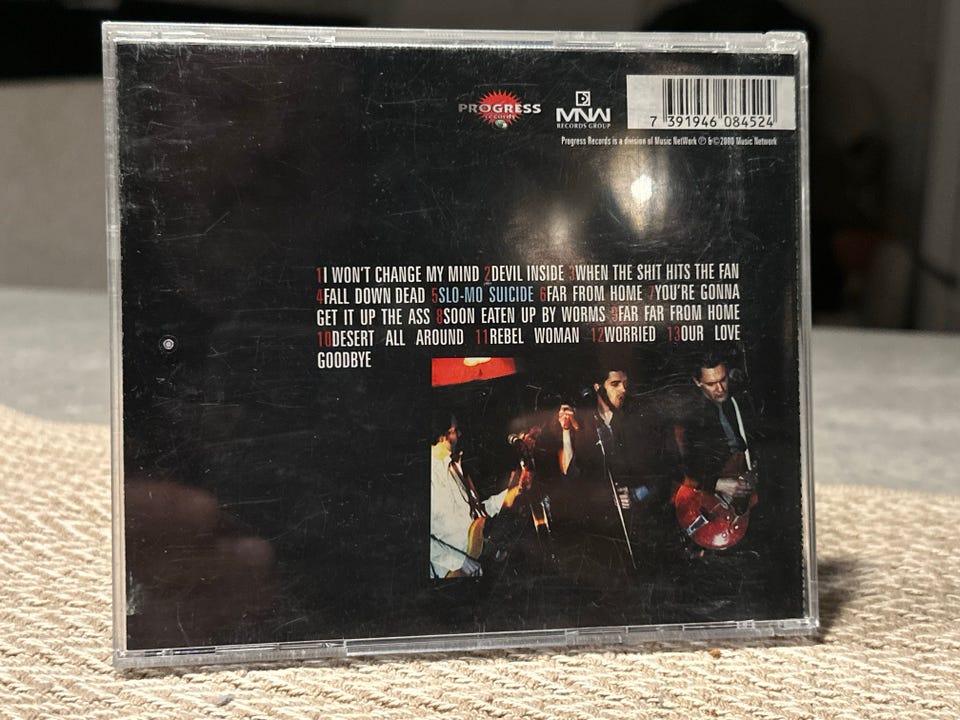 PROGRESS
records
MNW
RECORDS GROUP
7 391946 084524
Progress Records is a division of Music NetWork ℗ & © 2000 Music Network
1I WON'T CHANGE MY MIND 2DEVIL INSIDE 3WHEN THE SHIT HITS THE FAN
4FALL DOWN DEAD 5SLO-MO SUICIDE 6FAR FROM HOME 7YOU'RE GONNA
GET IT UP THE ASS 8SOON EATEN UP BY WORMS 9FAR FAR FROM HOME
10DESERT ALL AROUND 11REBEL WOMAN 12WORRIED 13OUR LOVE
GOODBYE